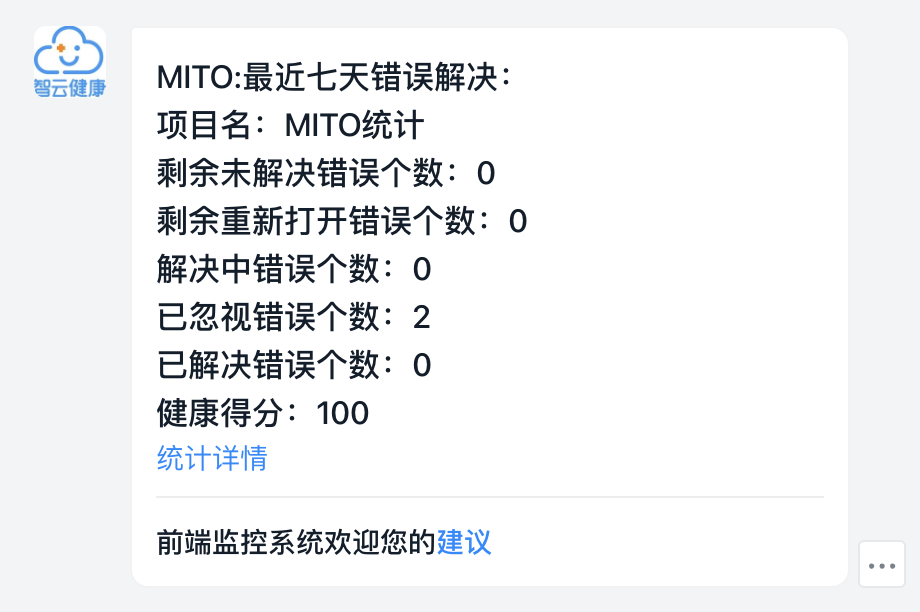 智云健康
MITO:最近七天错误解决:
项目名：MITO统计
剩余未解决错误个数：0
剩余重新打开错误个数：0
解决中错误个数：0
已忽视错误个数：2
已解决错误个数：0
健康得分：100
统计详情
前端监控系统欢迎您的建议